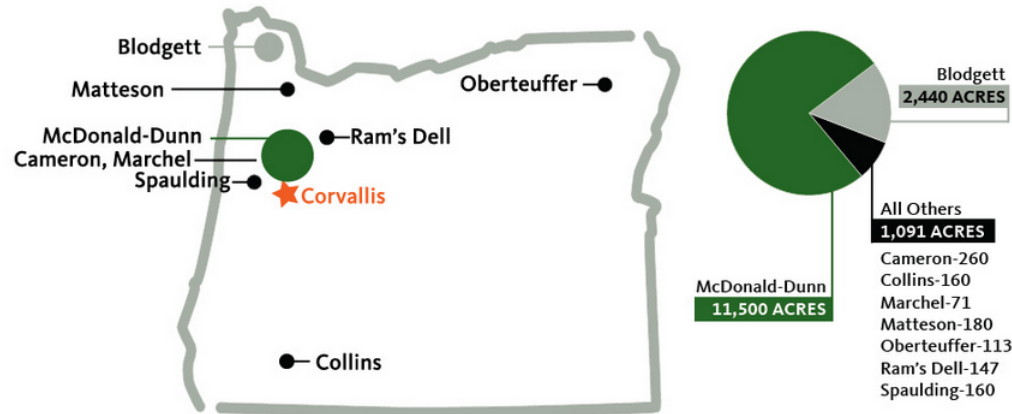 Blodgett
Matteson
Oberteuffer
McDonald-Dunn
Ram's Dell
Cameron, Marchel
Spaulding
Corvallis
Collins
Blodgett
2,440 ACRES
All Others
1,091 ACRES
Cameron-260
Collins-160
Marchel-71
Matteson-180
Oberteuffer-113
Ram's Dell-147
Spaulding-160
McDonald-Dunn
11,500 ACRES